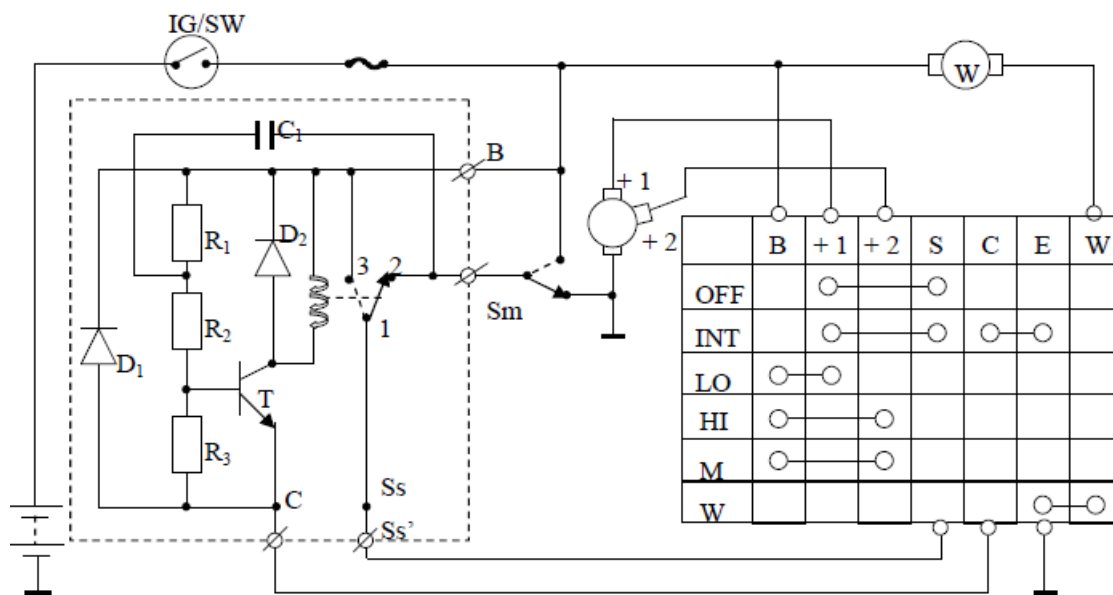 IG/SW
W
C₁
B
+ 1
+ 2
R₁
D₂
3
2
1
Sm
R₂
D₁
T
R₃
C
Ss
Ss’
B + 1 + 2 S C E W
OFF
INT
LO
HI
M
W